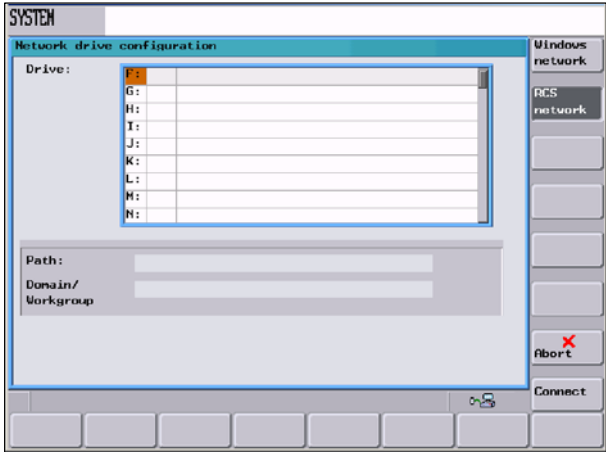 SYSTEM
Network drive configuration
Drive:
F:
G:
H:
I:
J:
K:
L:
M:
N:
Path:
Domain/
Workgroup
Windows
network
RCS
network
Abort
Connect